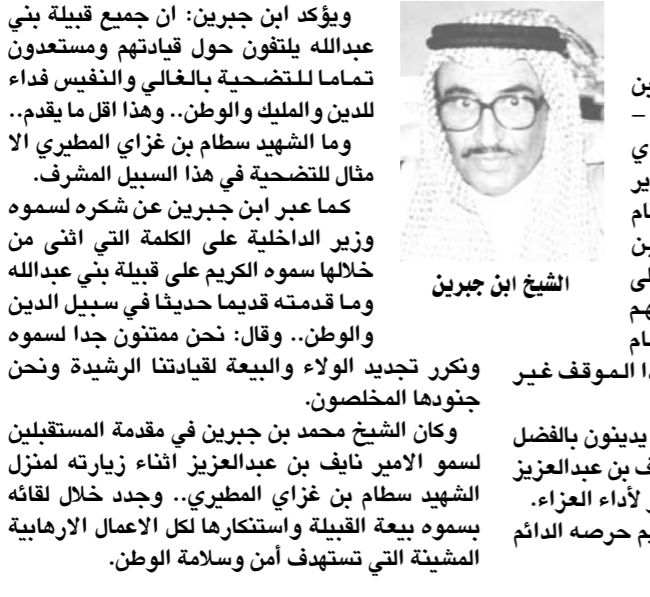 بن
–
ي
ير
ام
بن
لى
هم
ام
ا الموقف غير
يدينون بالفضل
ف بن عبدالعزيز
ر لأداء العزاء.
يم حرصه الدائم
الشيخ ابن جبرين
ويؤكد ابن جبرين: ان جميع قبيلة بني
عبدالله يلتفون حول قيادتهم ومستعدون
تماما للتضحية بالغالي والنفيس فداء
للدين والمليك والوطن.. وهذا اقل ما يقدم..
وما الشهيد سطام بن غزاي المطيري الا
مثال للتضحية في هذا السبيل المشرف.
كما عبر ابن جبرين عن شكره لسموه
وزير الداخلية على الكلمة التي اثنى من
خلالها سموه الكريم على قبيلة بني عبدالله
وما قدمته قديما حديثا في سبيل الدين
والوطن.. وقال: نحن ممتنون جدا لسموه
ونكرر تجديد الولاء والبيعة لقيادتنا الرشيدة ونحن
جنودها المخلصون.
وكان الشيخ محمد بن جبرين في مقدمة المستقبلين
لسمو الامير نايف بن عبدالعزيز اثناء زيارته لمنزل
الشهيد سطام بن غزاي المطيري.. وجدد خلال لقائه
بسموه بيعة القبيلة واستنكارها لكل الاعمال الارهابية
المشينة التي تستهدف أمن وسلامة الوطن.